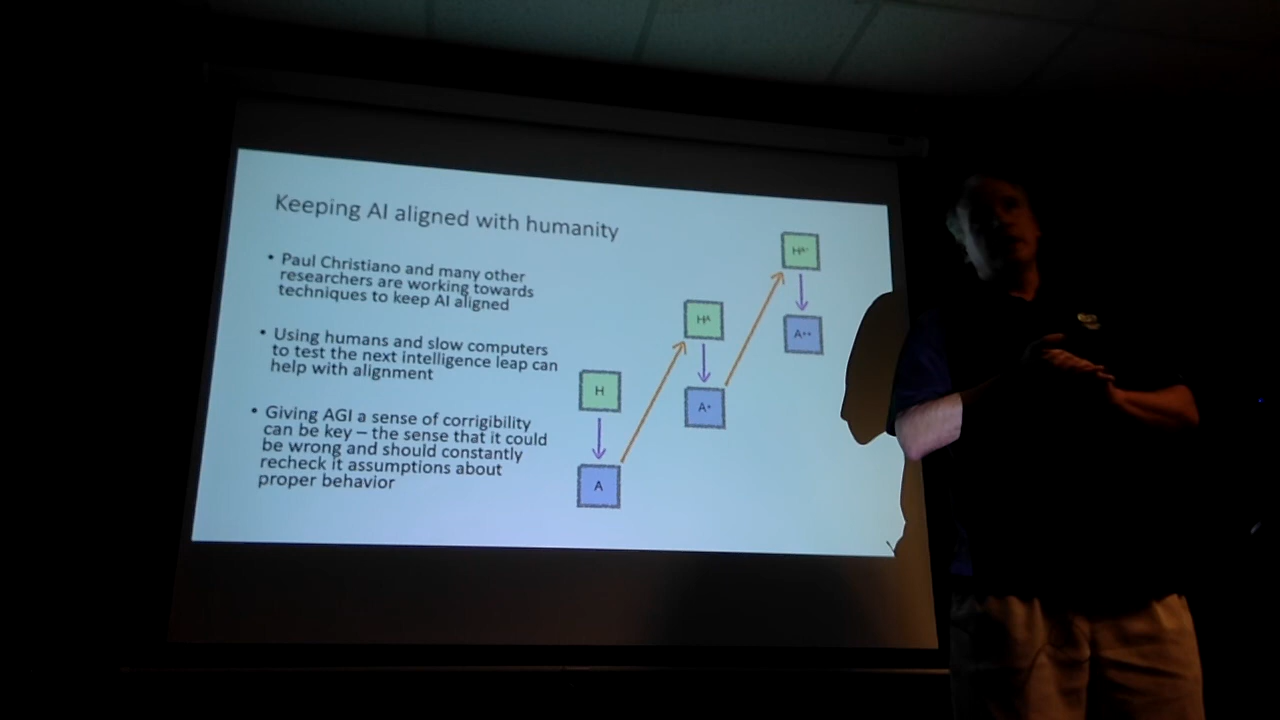 Keeping AI aligned with humanity
• Paul Christiano and many other
researchers are working towards
techniques to keep AI aligned
• Using humans and slow computers
to test the next intelligence leap can
help with alignment
• Giving AGI a sense of corrigibility
can be key – the sense that it could
be wrong and should constantly
recheck it assumptions about
proper behavior
H
A
Hᴬ
A⁺
A⁺⁺